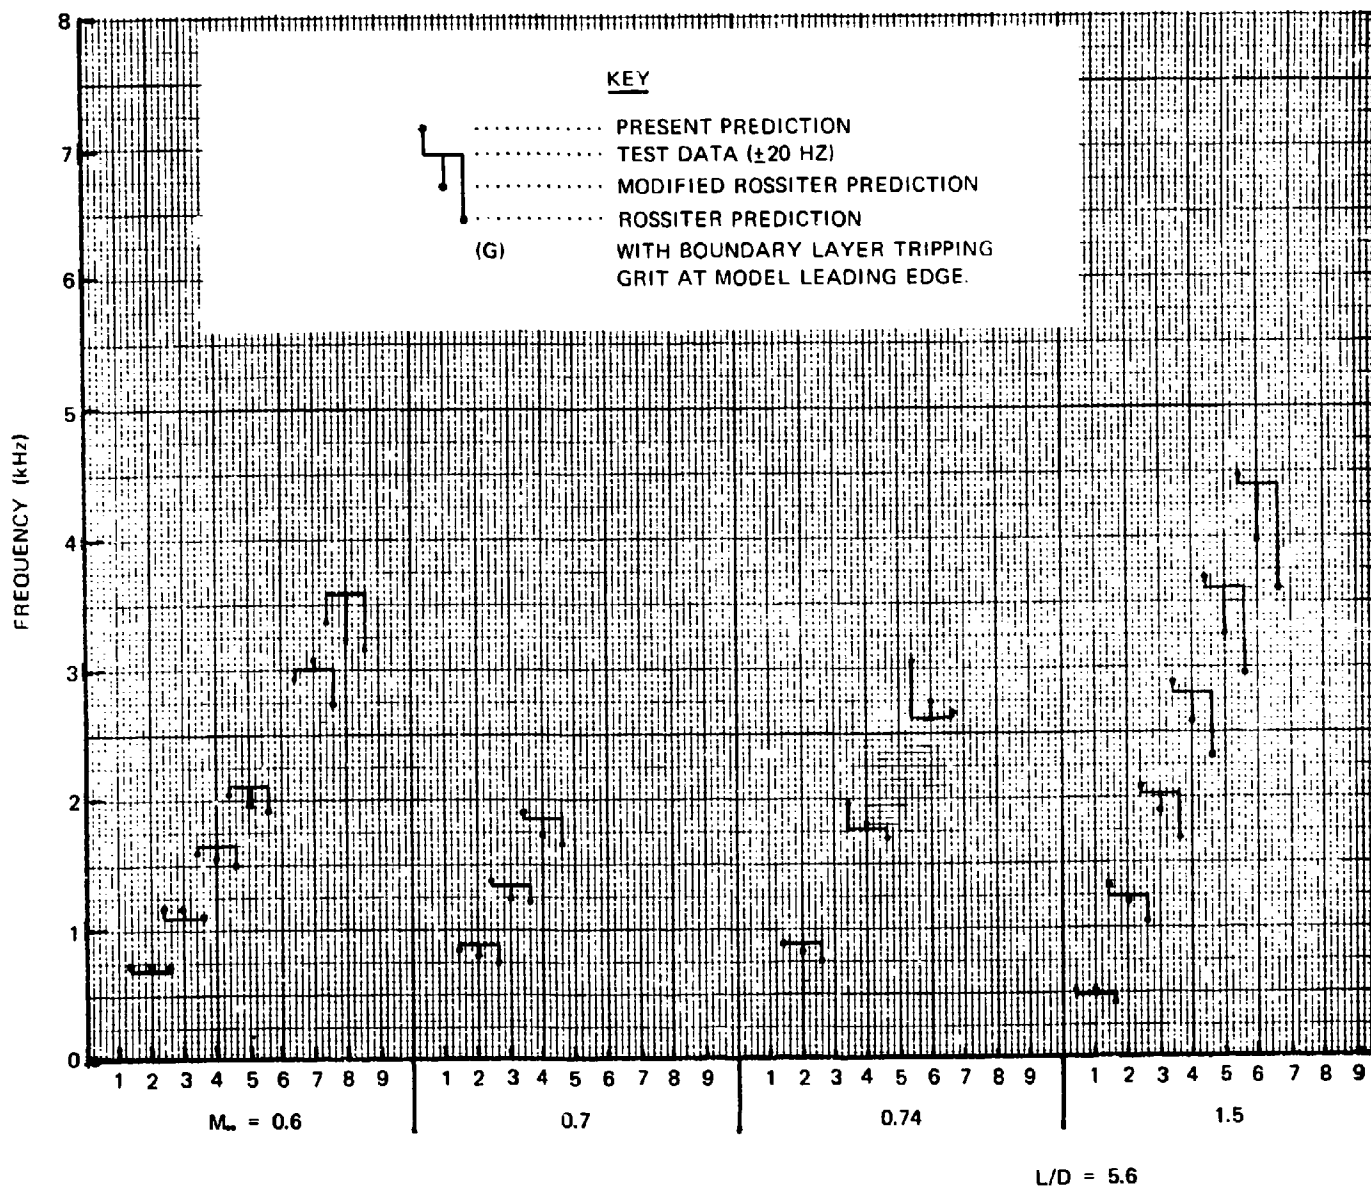 8
7
6
5
4
3
2
1
0
FREQUENCY (kHz)
KEY
PRESENT PREDICTION
TEST DATA (±20 HZ)
MODIFIED ROSSITER PREDICTION
ROSSITER PREDICTION
(G) WITH BOUNDARY LAYER TRIPPING
GRIT AT MODEL LEADING EDGE.
1 2 3 4 5 6 7 8 9 1 2 3 4 5 6 7 8 9 1 2 3 4 5 6 7 8 9 1 2 3 4 5 6 7 8 9
M∞ = 0.6 0.7 0.74 1.5
L/D = 5.6